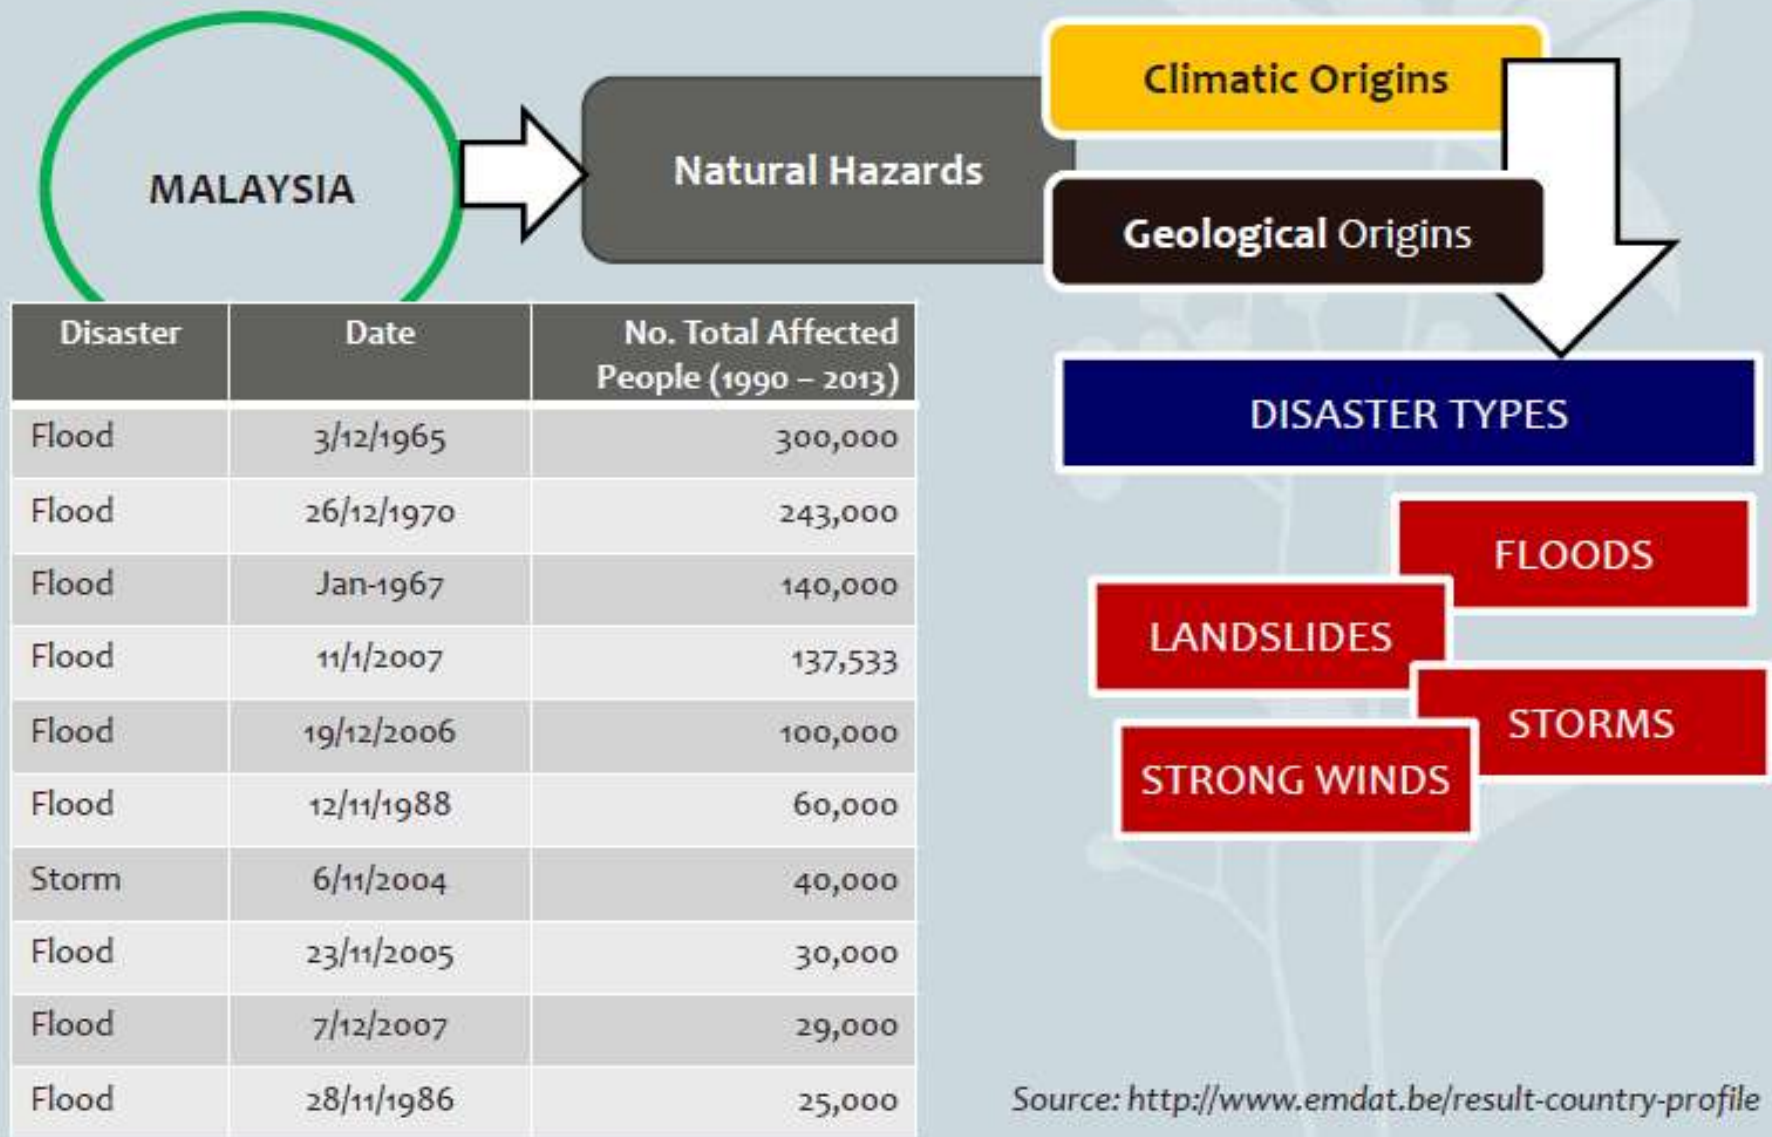 MALAYSIA
Natural Hazards
Climatic Origins
Geological Origins
Disaster Date No. Total Affected
People (1990 – 2013)
Flood 3/12/1965 300,000
Flood 26/12/1970 243,000
Flood Jan-1967 140,000
Flood 11/1/2007 137,533
Flood 19/12/2006 100,000
Flood 12/11/1988 60,000
Storm 6/11/2004 40,000
Flood 23/11/2005 30,000
Flood 7/12/2007 29,000
Flood 28/11/1986 25,000
DISASTER TYPES
FLOODS
LANDSLIDES
STORMS
STRONG WINDS
Source: http://www.emdat.be/result-country-profile